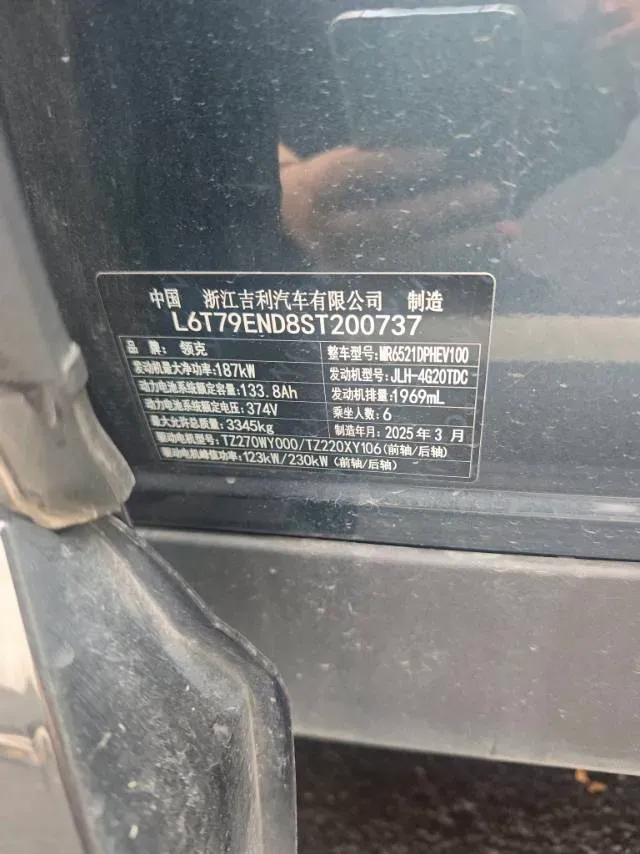 中国 浙江吉利汽车有限公司 制造
L6T79END8ST200737
品牌：领克 整车型号：MR6521DPHEV100
发动机最大净功率：187kW 发动机型号：JLH-4G20TDC
动力电池系统额定容量：133.8Ah 发动机排量：1969mL
动力电池系统额定电压：374V 乘坐人数：6
最大允许总质量：3345kg 制造年月：2025年3月
驱动电机型号：TZ270WY000/TZ220XY106(前轴/后轴)
驱动电机峰值功率：123kW/230kW (前轴/后轴)